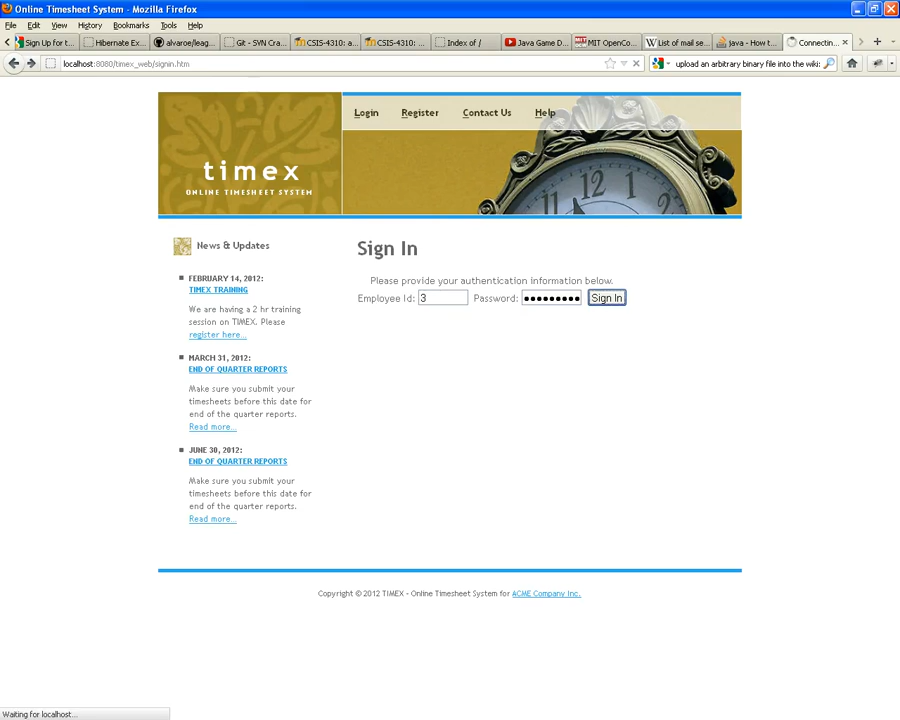 Online Timesheet System - Mozilla Firefox
File Edit View History Bookmarks Tools Help
Sign Up for t... Hibernate Ex... alvaroe/leag... Git - SVN Cra... CSIS-4310: a... CSIS-4310: ... Index of / Java Game D... MIT OpenCo... List of mail se... java - How t... Connectin...
localhost:8080/timex_web/signin.htm upload an arbitrary binary file into the wiki:
Login Register Contact Us Help
timex
ONLINE TIMESHEET SYSTEM
12
11
1
10
News & Updates
Sign In
FEBRUARY 14, 2012:
TIMEX TRAINING
We are having a 2 hr training
session on TIMEX. Please
register here...
MARCH 31, 2012:
END OF QUARTER REPORTS
Make sure you submit your
timesheets before this date for
end of the quarter reports.
Read more...
JUNE 30, 2012:
END OF QUARTER REPORTS
Make sure you submit your
timesheets before this date for
end of the quarter reports.
Read more...
Please provide your authentication information below.
Employee Id: 3 Password: ●●●●●●●●● Sign In
Copyright © 2012 TIMEX - Online Timesheet System for ACME Company Inc.
Waiting for localhost...